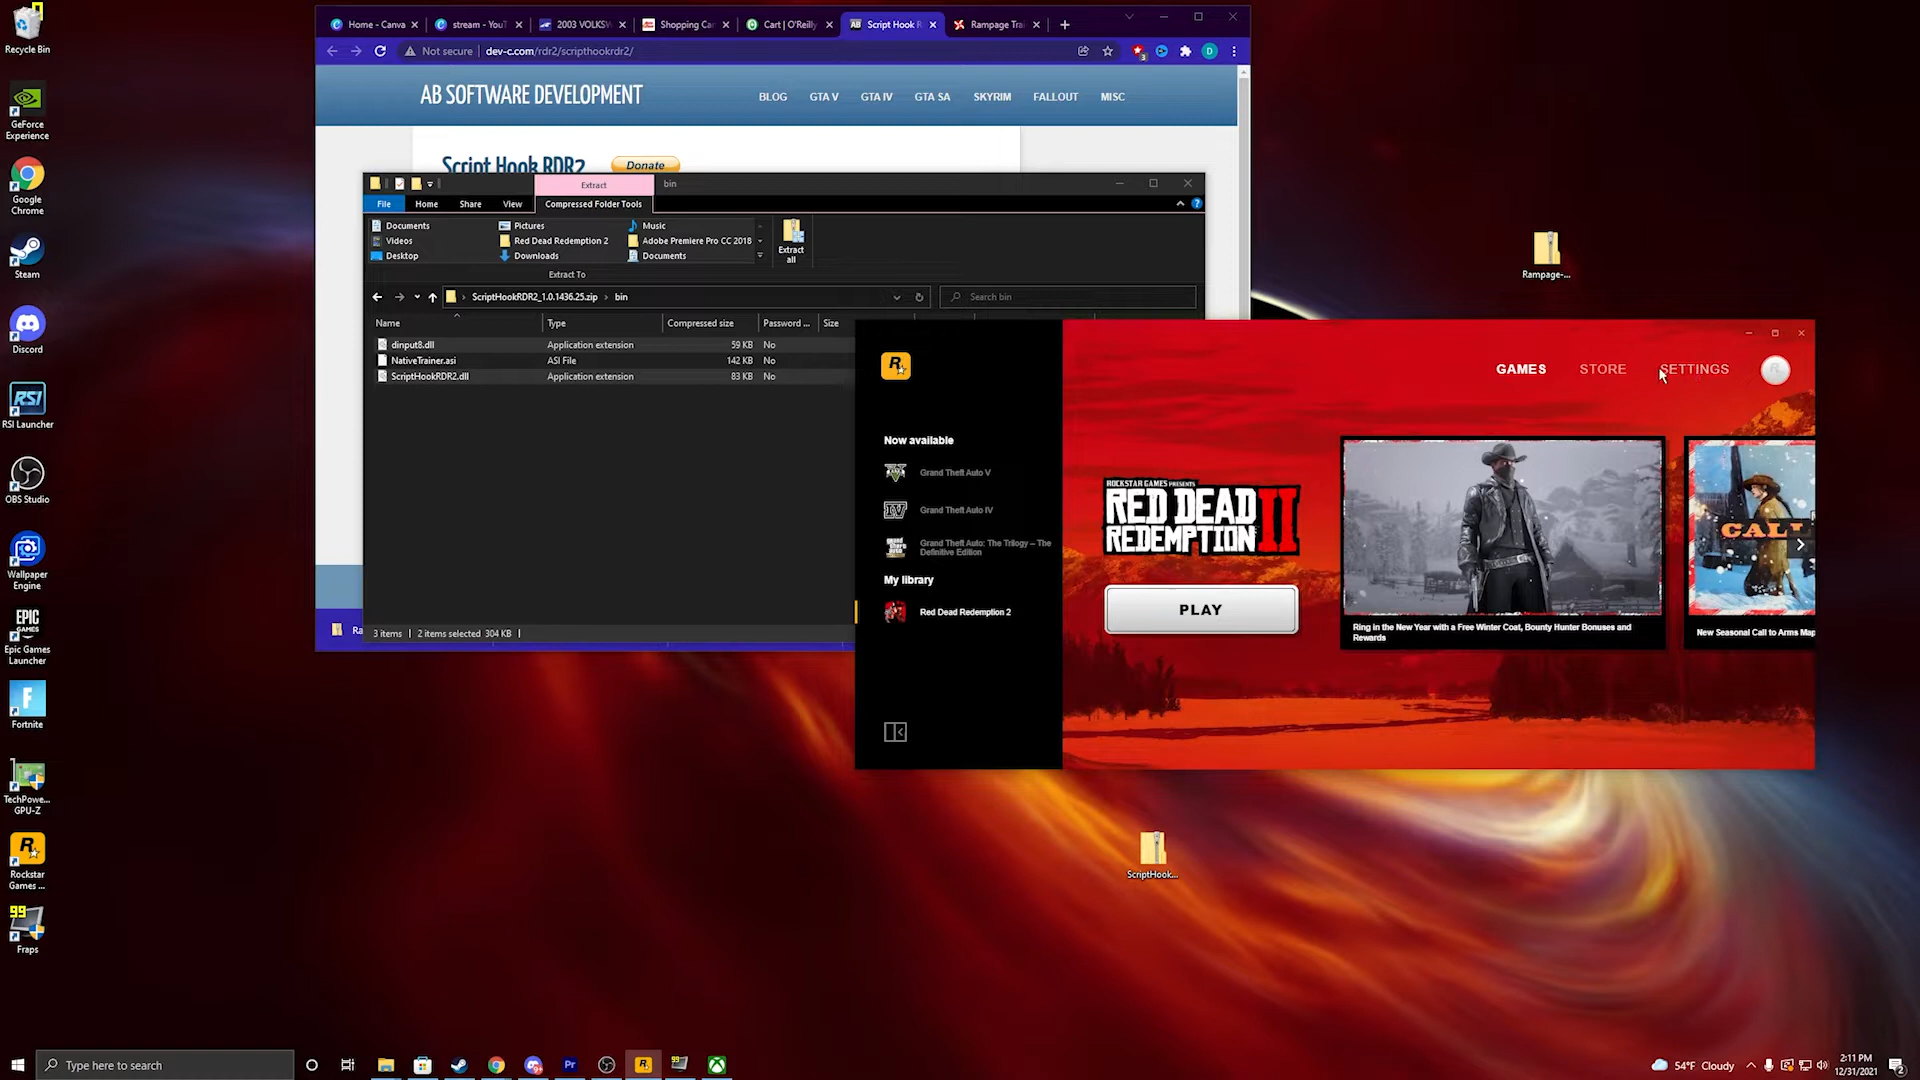 Recycle Bin
GeForce
Experience
Google
Chrome
Steam
Discord
RSI
RSI Launcher
OBS Studio
Wallpaper
Engine
EPIC
GAMES
Epic Games
Launcher
Fortnite
TechPowe...
GPU-Z
Rockstar
Games ...
99
Fraps
Home - Canva
stream - YouT
2003 VOLKSW
Shopping Car
Cart | O'Reilly
Script Hook R
Rampage Trai
Not secure
dev-c.com/rdr2/scripthookrdr2/
AB SOFTWARE DEVELOPMENT
BLOG
GTA V
GTA IV
GTA SA
SKYRIM
FALLOUT
MISC
Script Hook RDR2
Donate
Extract
bin
File
Home
Share
View
Compressed Folder Tools
Documents
Pictures
Music
Videos
Red Dead Redemption 2
Adobe Premiere Pro CC 2018
Desktop
Downloads
Documents
Extract
all
Extract To
ScriptHookRDR2_1.0.1436.25.zip
bin
Search bin
Name
Type
Compressed size
Password ...
Size
dinput8.dll
Application extension
59 KB
No
NativeTrainer.asi
ASI File
142 KB
No
ScriptHookRDR2.dll
Application extension
83 KB
No
3 items
2 items selected 304 KB
Ra
Rampage-...
GAMES
STORE
SETTINGS
Now available
Grand Theft Auto V
Grand Theft Auto IV
Grand Theft Auto: The Trilogy – The
Definitive Edition
My library
Red Dead Redemption 2
ROCKSTAR GAMES PRESENTS
RED DEAD
REDEMPTION II
PLAY
Ring in the New Year with a Free Winter Coat, Bounty Hunter Bonuses and
Rewards
CALL
New Seasonal Call to Arms Map
ScriptHook...
Type here to search
54°F Cloudy
2:11 PM
12/31/2021